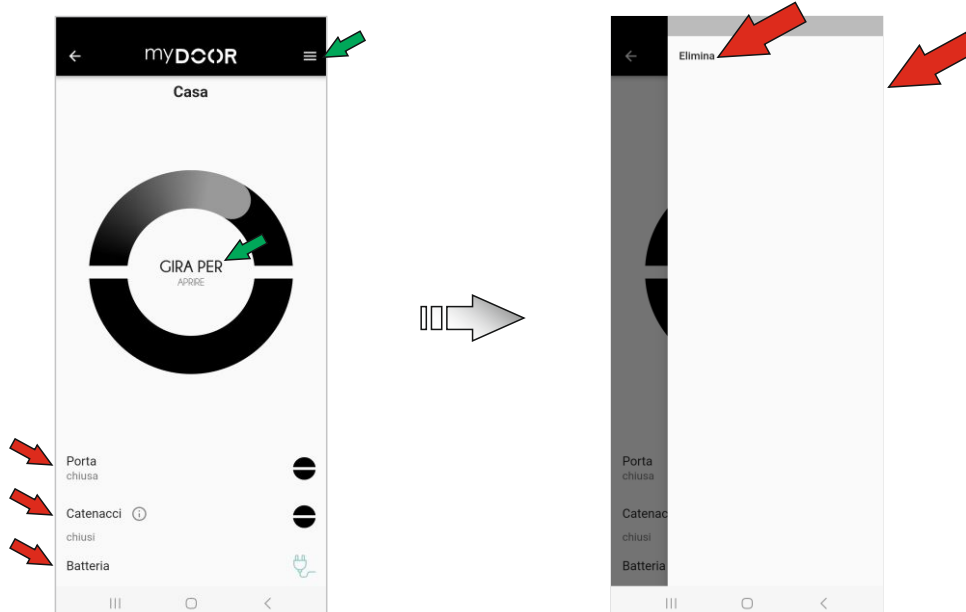 myDOOR
Casa
GIRA PER
APRIRE
Porta
chiusa
Catenacci
chiusi
Batteria
Elimina
Porta
chiusa
Catenac
chiusi
Batteria